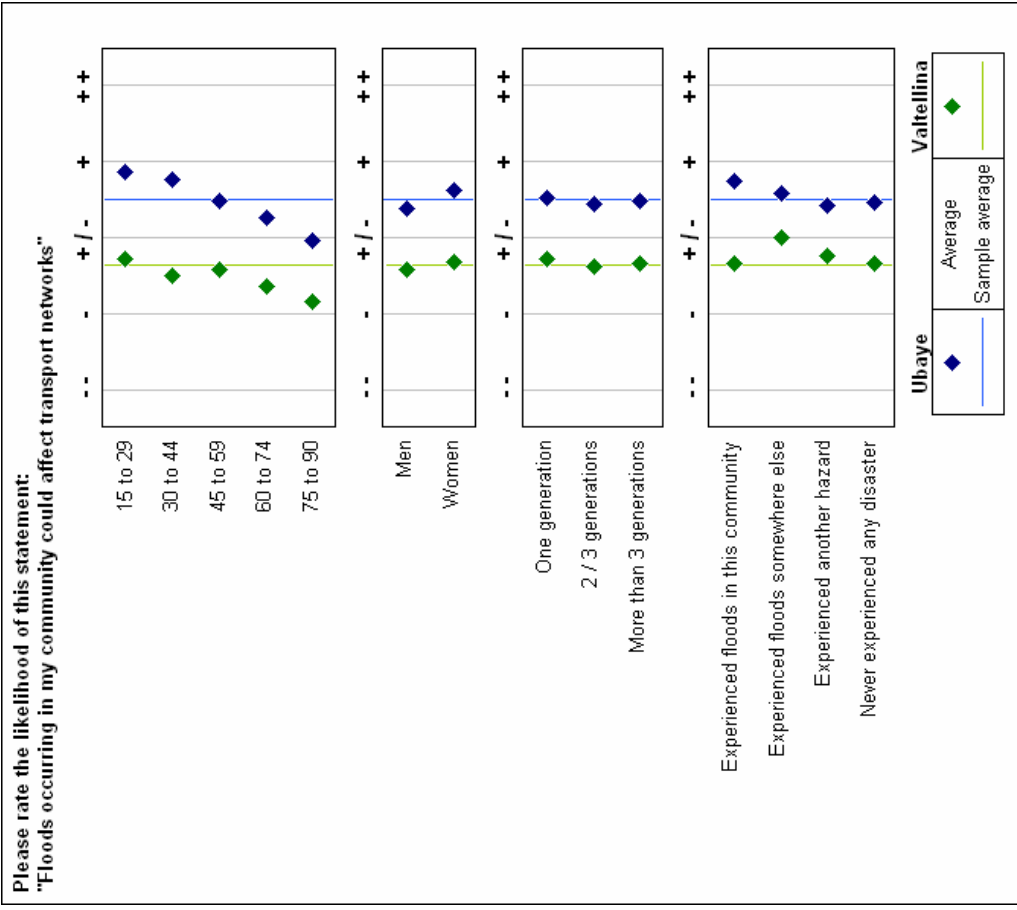 Please rate the likelihood of this statement:
"Floods occurring in my community could affect transport networks"
- - - + / - + ++
15 to 29
30 to 44
45 to 59
60 to 74
75 to 90
- - - + / - + ++
Men
Women
- - - + / - + ++
One generation
2 / 3 generations
More than 3 generations
- - - + / - + ++
Experienced floods in this community
Experienced floods somewhere else
Experienced another hazard
Never experienced any disaster
Ubaye Valtellina
Average
Sample average